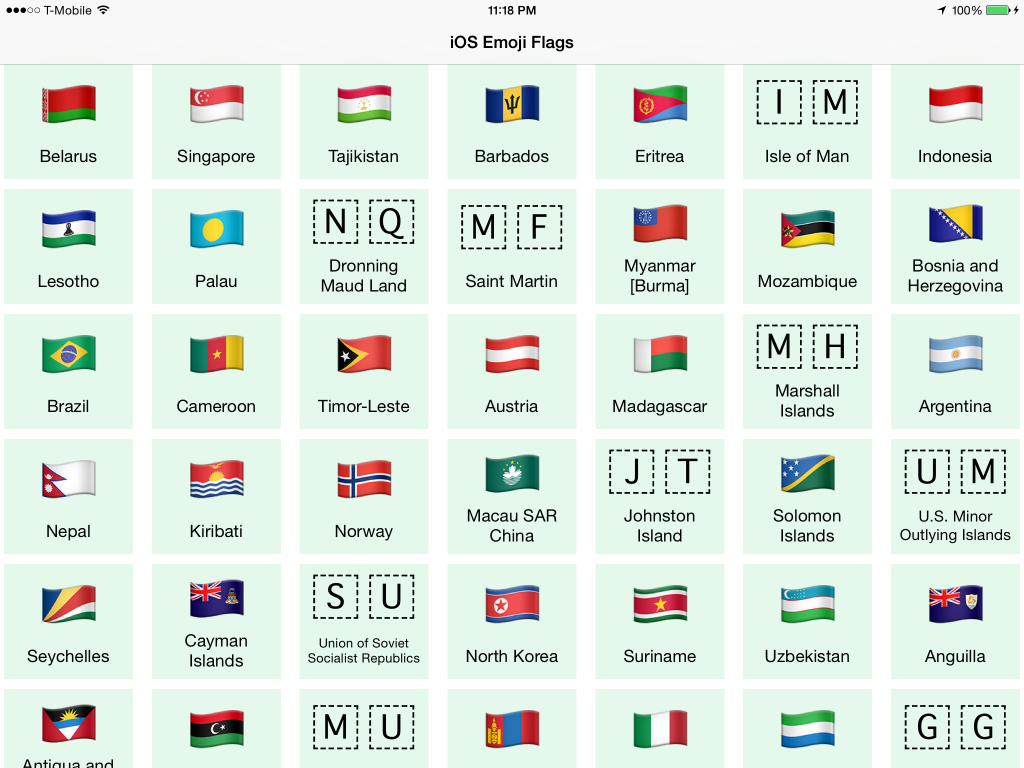 T-Mobile 11:18 PM 100%
iOS Emoji Flags
I M
Belarus Singapore Tajikistan Barbados Eritrea Isle of Man Indonesia
N Q M F
Lesotho Palau Dronning Saint Martin Myanmar Mozambique Bosnia and
Maud Land [Burma] Herzegovina
M H
Brazil Cameroon Timor-Leste Austria Madagascar Marshall Argentina
Islands
J T U M
Nepal Kiribati Norway Macau SAR Johnston Solomon U.S. Minor
China Island Islands Outlying Islands
S U
Seychelles Cayman Union of Soviet North Korea Suriname Uzbekistan Anguilla
Islands Socialist Republics
M U G G
Antigua and